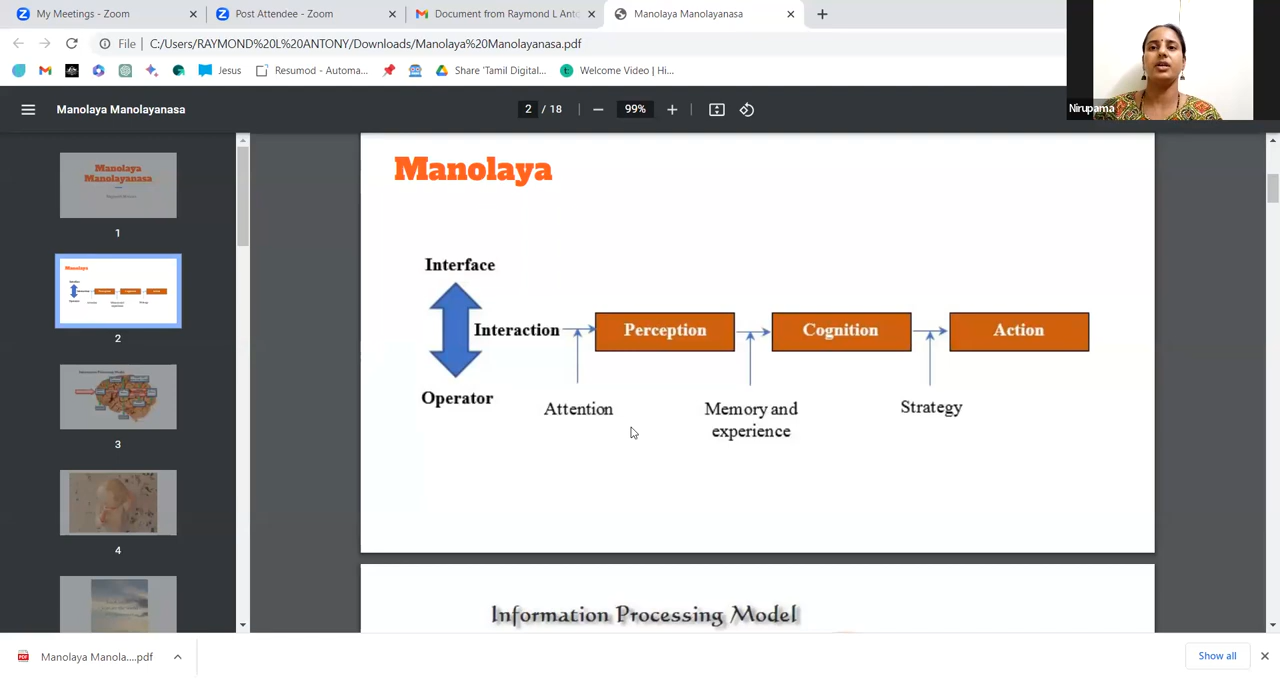 My Meetings - Zoom
Post Attendee - Zoom
Document from Raymond L Anto
Manolaya Manolayanasa
File
C:/Users/RAYMOND%20L%20ANTONY/Downloads/Manolaya%20Manolayanasa.pdf
Jesus
Resumod - Automa...
Share 'Tamil Digital...
Welcome Video | Hi...
Nirupama
Manolaya Manolayanasa
2 / 18
99%
Manolaya
Manolayanasa
1
2
3
4
Manolaya
Interface
Interaction
Perception
Cognition
Action
Operator
Attention
Memory and
experience
Strategy
Information Processing Model
Manolaya Manola....pdf
Show all